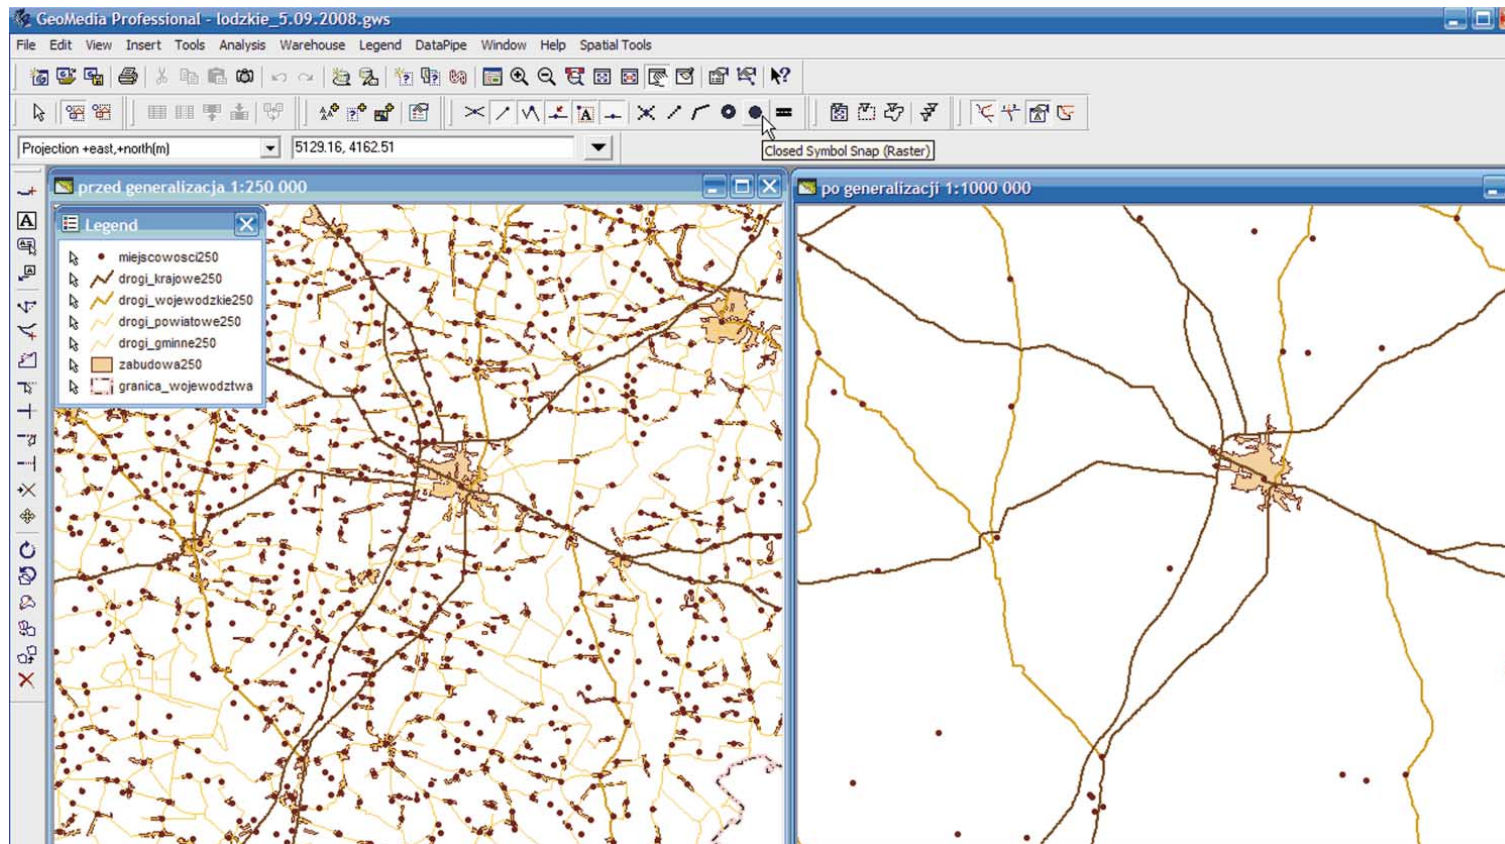 GeoMedia Professional - lodzkie_5.09.2008.gws
File Edit View Insert Tools Analysis Warehouse Legend DataPipe Window Help Spatial Tools
Projection +east,+north(m) 5129.16, 4162.51
Closed Symbol Snap (Raster)
przed generalizacja 1:250 000
Legend
miejscowosci250
drogi_krajowe250
drogi_wojewodzkie250
drogi_powiatowe250
drogi_gminne250
zabudowa250
granica_wojewodztwa
po generalizacji 1:1000 000